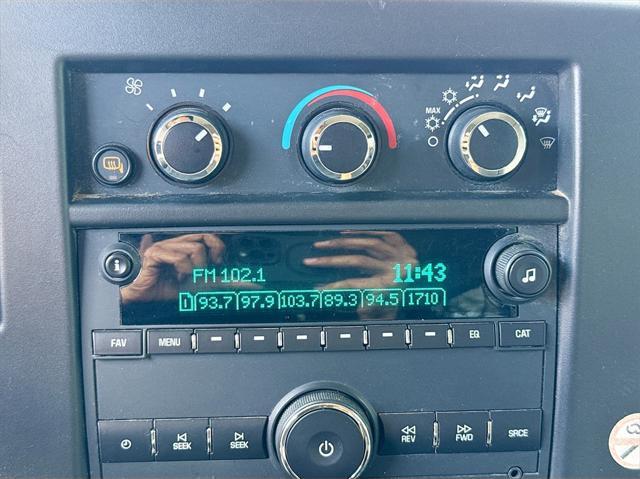 MAX
FM 102.1 11:43
1 93.7 97.9 103.7 89.3 94.5 1710
FAV MENU EQ CAT
SEEK SEEK REV FWD SRCE